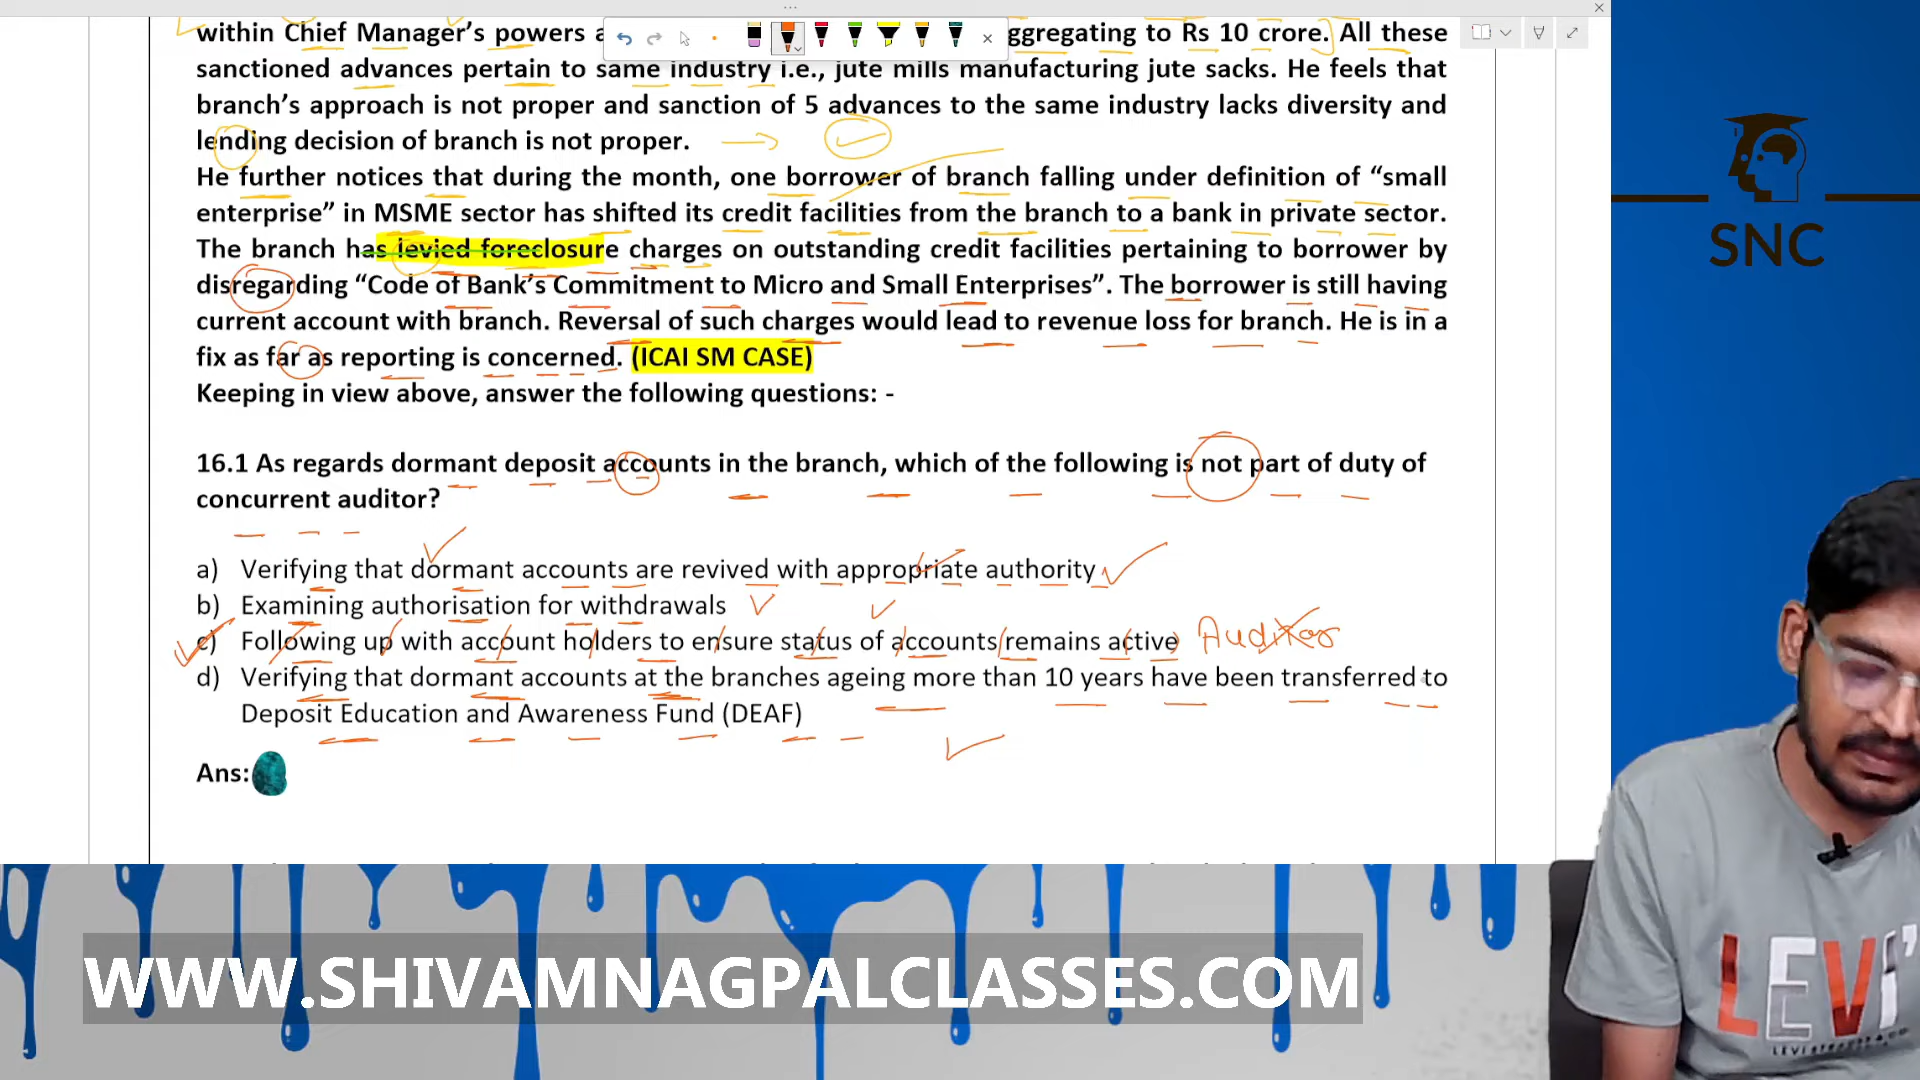 within Chief Manager’s powers a ggregating to Rs 10 crore. All these
sanctioned advances pertain to same industry i.e., jute mills manufacturing jute sacks. He feels that
branch’s approach is not proper and sanction of 5 advances to the same industry lacks diversity and
lending decision of branch is not proper.
He further notices that during the month, one borrower of branch falling under definition of “small
enterprise” in MSME sector has shifted its credit facilities from the branch to a bank in private sector.
The branch has levied foreclosure charges on outstanding credit facilities pertaining to borrower by
disregarding “Code of Bank’s Commitment to Micro and Small Enterprises”. The borrower is still having
current account with branch. Reversal of such charges would lead to revenue loss for branch. He is in a
fix as far as reporting is concerned. (ICAI SM CASE)
Keeping in view above, answer the following questions: -
16.1 As regards dormant deposit accounts in the branch, which of the following is not part of duty of
concurrent auditor?
a) Verifying that dormant accounts are revived with appropriate authority
b) Examining authorisation for withdrawals
c) Following up with account holders to ensure status of accounts remains active Auditor
d) Verifying that dormant accounts at the branches ageing more than 10 years have been transferred to
Deposit Education and Awareness Fund (DEAF)
Ans:
SNC
LEVI'
WWW.SHIVAMNAGPALCLASSES.COM